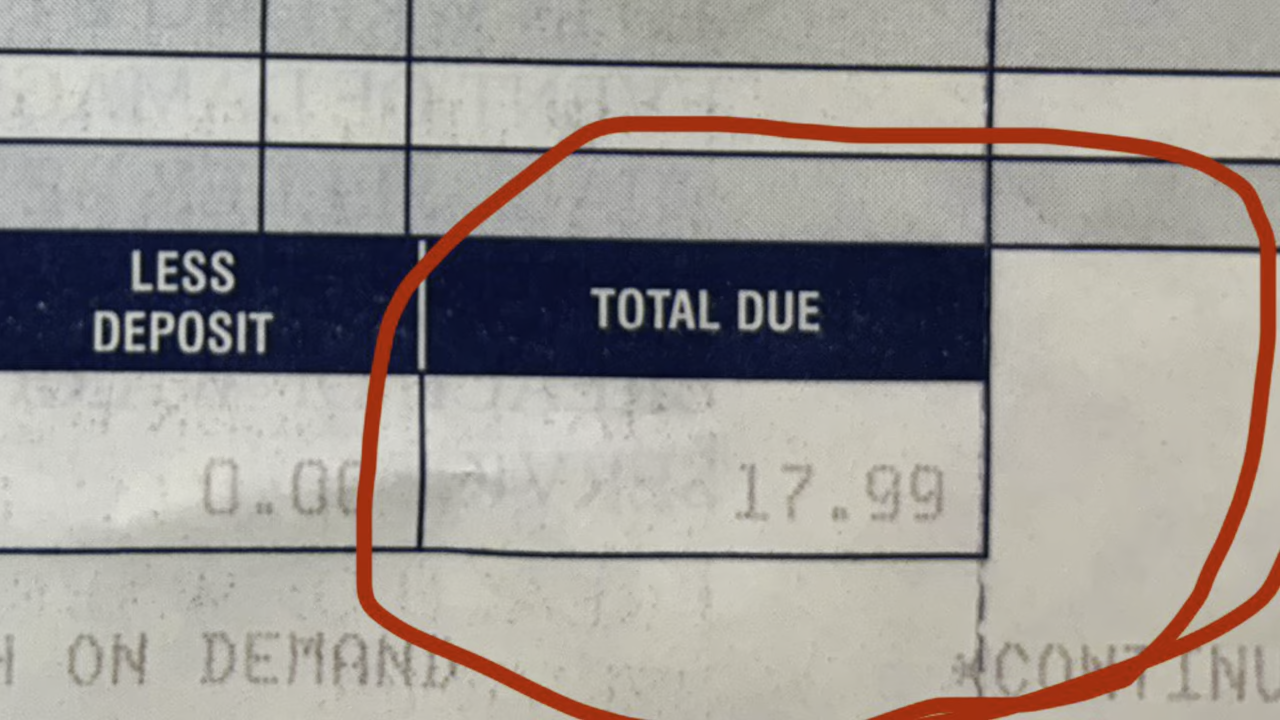 LESS
DEPOSIT
TOTAL DUE
0.00
17.99
ON DEMAND
*CONTINU